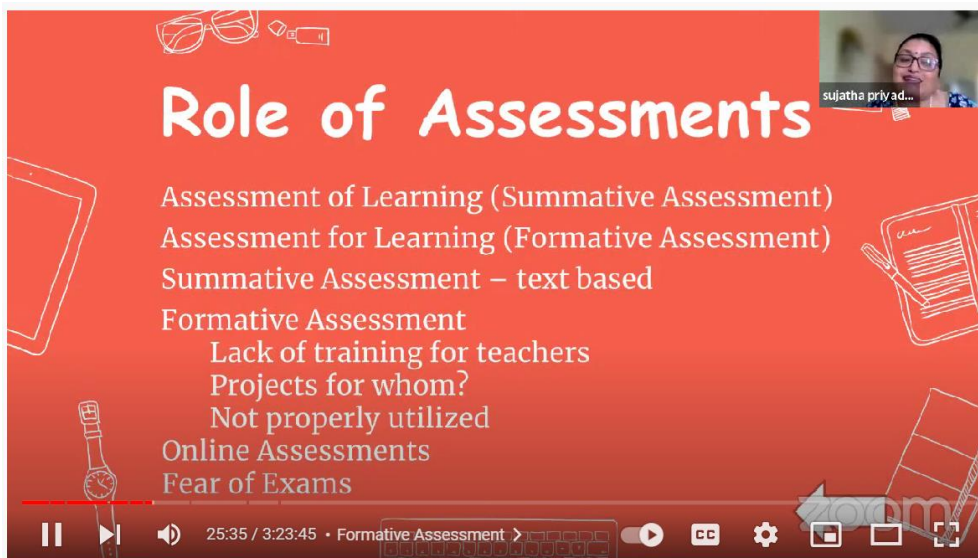 sujatha priyad...
Role of Assessments
Assessment of Learning (Summative Assessment)
Assessment for Learning (Formative Assessment)
Summative Assessment – text based
Formative Assessment
Lack of training for teachers
Projects for whom?
Not properly utilized
Online Assessments
Fear of Exams
zoom
25:35 / 3:23:45 • Formative Assessment >
CC